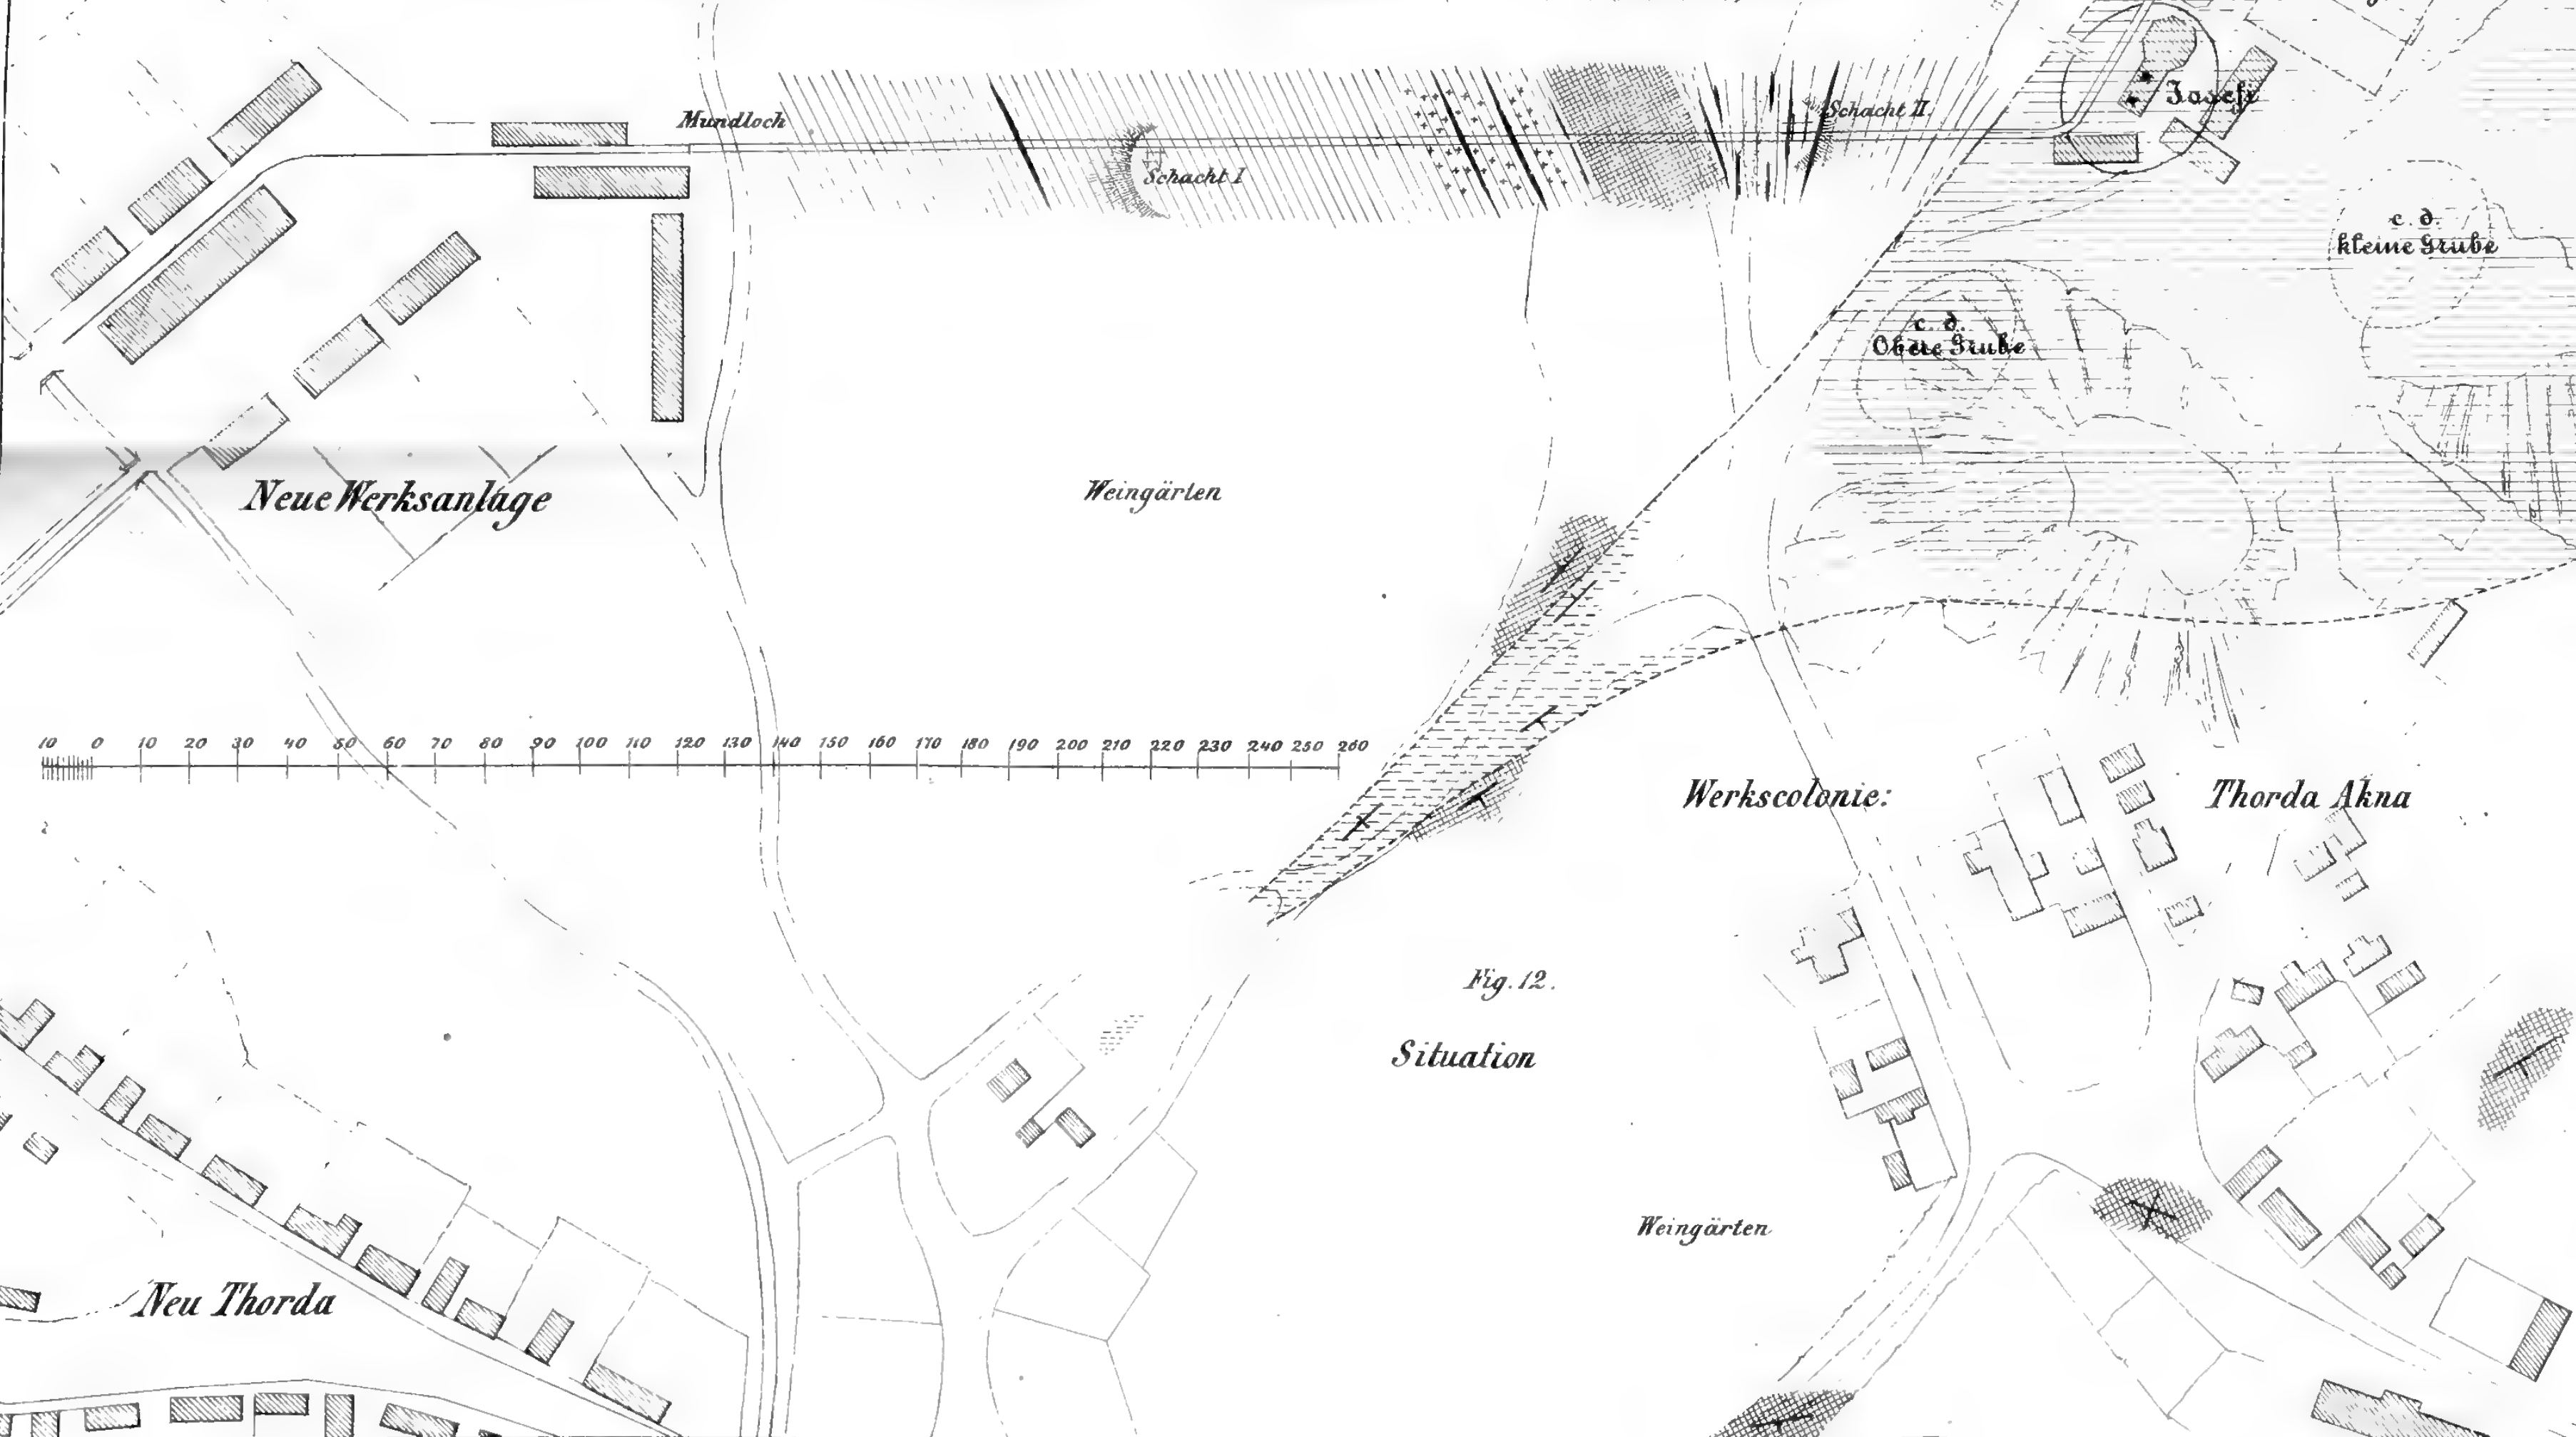 Mundloch
Schacht I
Schacht II.
Josefi
c. d.
kleine Grube
c. d.
Obere Grube
Neue Werksanlage
Weingärten
10 0 10 20 30 40 50 60 70 80 90 100 110 120 130 140 150 160 170 180 190 200 210 220 230 240 250 260
Werkscolonie:
Thorda Akna
Fig. 12.
Situation
Weingärten
Neu Thorda